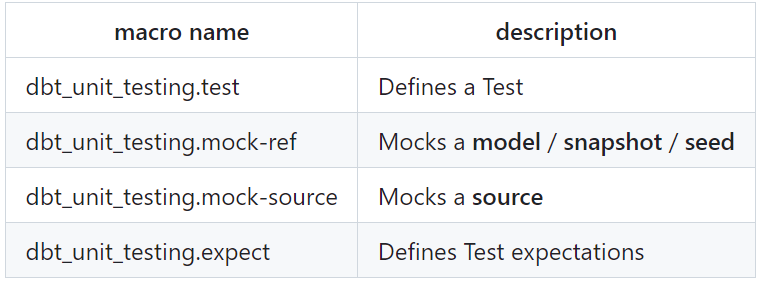 macro name description
dbt_unit_testing.test Defines a Test
dbt_unit_testing.mock-ref Mocks a model / snapshot / seed
dbt_unit_testing.mock-source Mocks a source
dbt_unit_testing.expect Defines Test expectations